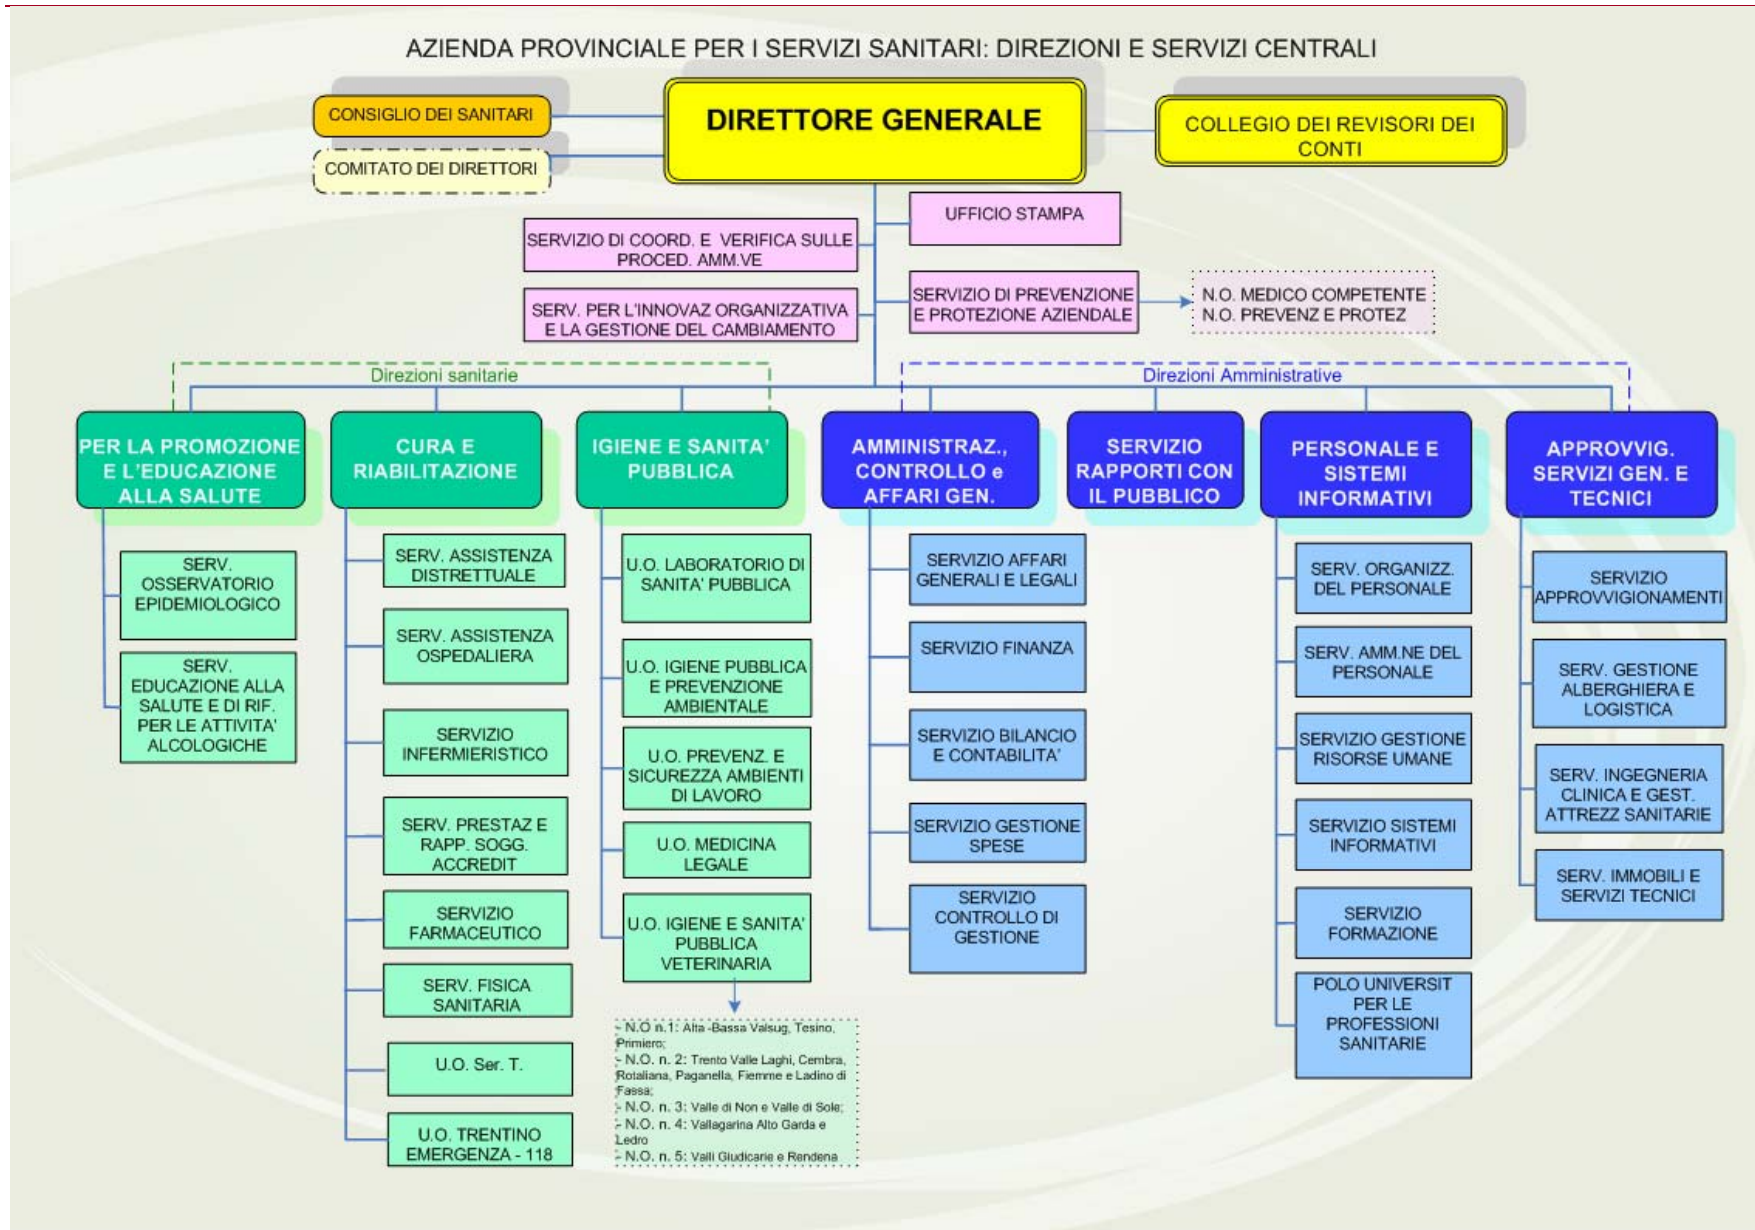 AZIENDA PROVINCIALE PER I SERVIZI SANITARI: DIREZIONI E SERVIZI CENTRALI
CONSIGLIO DEI SANITARI
COMITATO DEI DIRETTORI
DIRETTORE GENERALE
COLLEGIO DEI REVISORI DEI
CONTI
UFFICIO STAMPA
SERVIZIO DI COORD. E VERIFICA SULLE
PROCED. AMM.VE
SERVIZIO DI PREVENZIONE
E PROTEZIONE AZIENDALE
N.O. MEDICO COMPETENTE
N.O. PREVENZ E PROTEZ
SERV. PER L'INNOVAZ ORGANIZZATIVA
E LA GESTIONE DEL CAMBIAMENTO
Direzioni sanitarie
Direzioni Amministrative
PER LA PROMOZIONE
E L'EDUCAZIONE
ALLA SALUTE
SERV.
OSSERVATORIO
EPIDEMIOLOGICO
SERV.
EDUCAZIONE ALLA
SALUTE E DI RIF.
PER LE ATTIVITA'
ALCOLOGICHE
CURA E
RIABILITAZIONE
SERV. ASSISTENZA
DISTRETTUALE
SERV. ASSISTENZA
OSPEDALIERA
SERVIZIO
INFERMIERISTICO
SERV. PRESTAZ E
RAPP. SOGG.
ACCREDIT
SERVIZIO
FARMACEUTICO
SERV. FISICA
SANITARIA
U.O. Ser. T.
U.O. TRENTINO
EMERGENZA - 118
IGIENE E SANITA'
PUBBLICA
U.O. LABORATORIO DI
SANITA' PUBBLICA
U.O. IGIENE PUBBLICA
E PREVENZIONE
AMBIENTALE
U.O. PREVENZ. E
SICUREZZA AMBIENTI
DI LAVORO
U.O. MEDICINA
LEGALE
U.O. IGIENE E SANITA'
PUBBLICA
VETERINARIA
- N.O n.1: Alta -Bassa Valsug, Tesino,
Primiero;
- N.O. n. 2: Trento Valle Laghi, Cembra,
Rotaliana, Paganella, Fiemme e Ladino di
Fassa;
- N.O. n. 3: Valle di Non e Valle di Sole;
- N.O. n. 4: Vallagarina Alto Garda e
Ledro
- N.O. n. 5: Valli Giudicarie e Rendena
AMMINISTRAZ.,
CONTROLLO e
AFFARI GEN.
SERVIZIO AFFARI
GENERALI E LEGALI
SERVIZIO FINANZA
SERVIZIO BILANCIO
E CONTABILITA'
SERVIZIO GESTIONE
SPESE
SERVIZIO
CONTROLLO DI
GESTIONE
SERVIZIO
RAPPORTI CON
IL PUBBLICO
PERSONALE E
SISTEMI
INFORMATIVI
SERV. ORGANIZZ.
DEL PERSONALE
SERV. AMM.NE DEL
PERSONALE
SERVIZIO GESTIONE
RISORSE UMANE
SERVIZIO SISTEMI
INFORMATIVI
SERVIZIO
FORMAZIONE
POLO UNIVERSIT
PER LE
PROFESSIONI
SANITARIE
APPROVVIG.
SERVIZI GEN. E
TECNICI
SERVIZIO
APPROVVIGIONAMENTI
SERV. GESTIONE
ALBERGHIERA E
LOGISTICA
SERV. INGEGNERIA
CLINICA E GEST.
ATTREZZ SANITARIE
SERV. IMMOBILI E
SERVIZI TECNICI